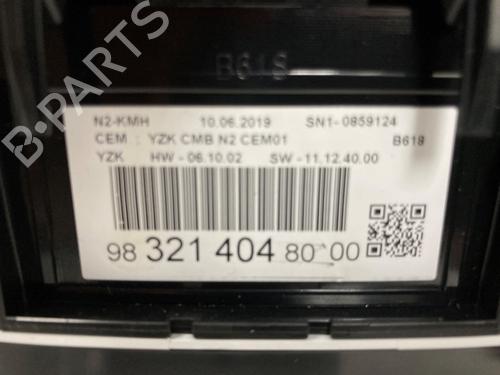 B618
N2-KMH 10.06.2019 SN1-0859124
CEM : YZK CMB N2 CEM01 B618
YZK HW-06.10.02 SW-11.12.40.00
98 321 404 80 00
B-PARTS